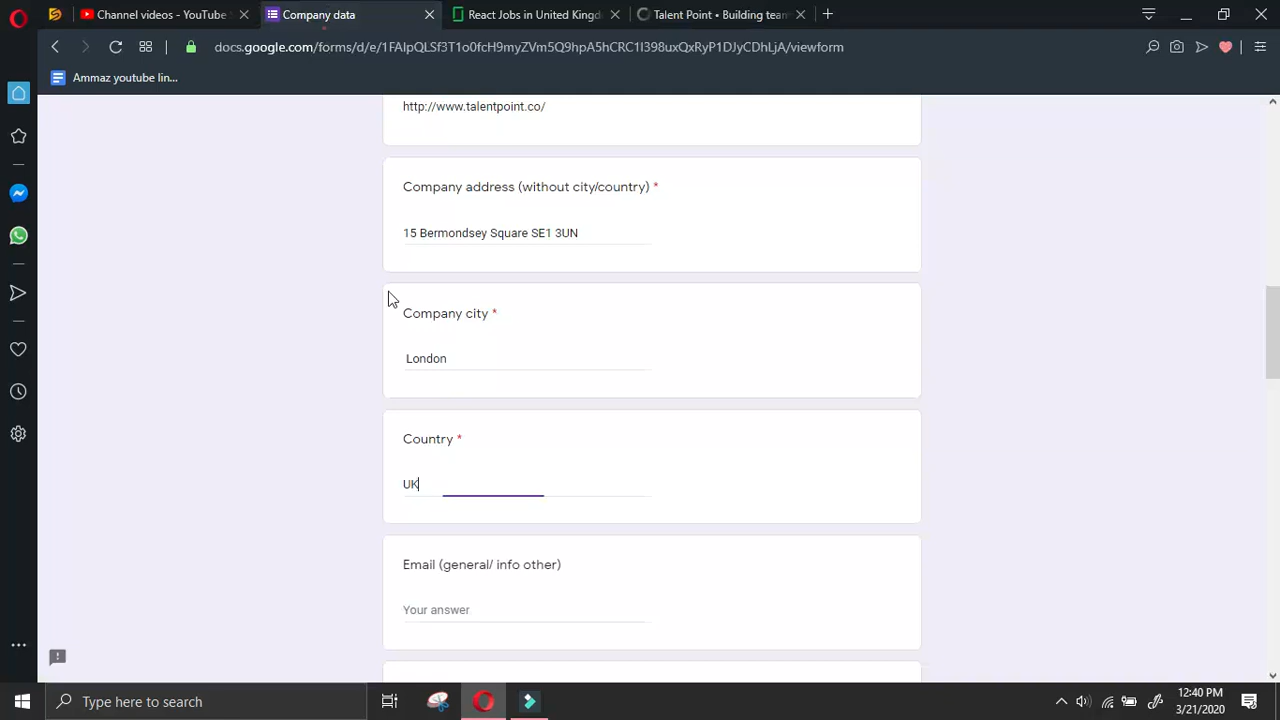 Channel videos - YouTube S
Company data
React Jobs in United Kingd
Talent Point • Building team
docs.google.com/forms/d/e/1FAIpQLSf3T1o0fcH9myZVm5Q9hpA5hCRC1I398uxQxRyP1DJyCDhLjA/viewform
Ammaz youtube lin...
http://www.talentpoint.co/
Company address (without city/country) *
15 Bermondsey Square SE1 3UN
Company city *
London
Country *
UK
Email (general/ info other)
Your answer
Type here to search
12:40 PM
3/21/2020